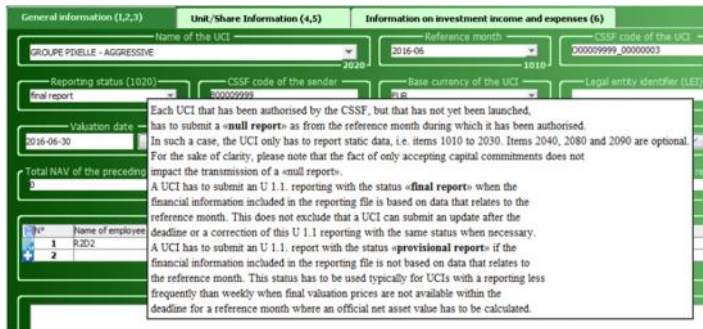 General information (1,2,3)
Unit/Share Information (4,5)
Information on investment income and expenses (6)
Name of the UCI
Reference month
CSSF code of the UCI
GROUPE PIXELLE - AGGRESSIVE
2016-06
O00009999_00000003
2020
1010
Reporting status (1020)
CSSF code of the sender
Base currency of the UCI
Legal entity identifier (LEI)
final report
B00009999
EUR
Each UCI that has been authorised by the CSSF, but that has not yet been launched,
has to submit a «null report» as from the reference month during which it has been authorised.
In such a case, the UCI only has to report static data, i.e. items 1010 to 2030. Items 2040, 2080 and 2090 are optional.
For the sake of clarity, please note that the fact of only accepting capital commitments does not
impact the transmission of a «null report».
A UCI has to submit an U 1.1. reporting with the status «final report» when the
financial information included in the reporting file is based on data that relates to the
reference month. This does not exclude that a UCI can submit an update after the
deadline or a correction of this U 1.1 reporting with the same status when necessary.
A UCI has to submit an U 1.1. report with the status «provisional report» if the
financial information included in the reporting file is not based on data that relates to
the reference month. This status has to be used typically for UCIs with a reporting less
frequently than weekly when final valuation prices are not available within the
deadline for a reference month where an official net asset value has to be calculated.
Valuation date
2016-06-30
Total NAV of the preceding
0
N°
Name of employee
1
R2D2
2